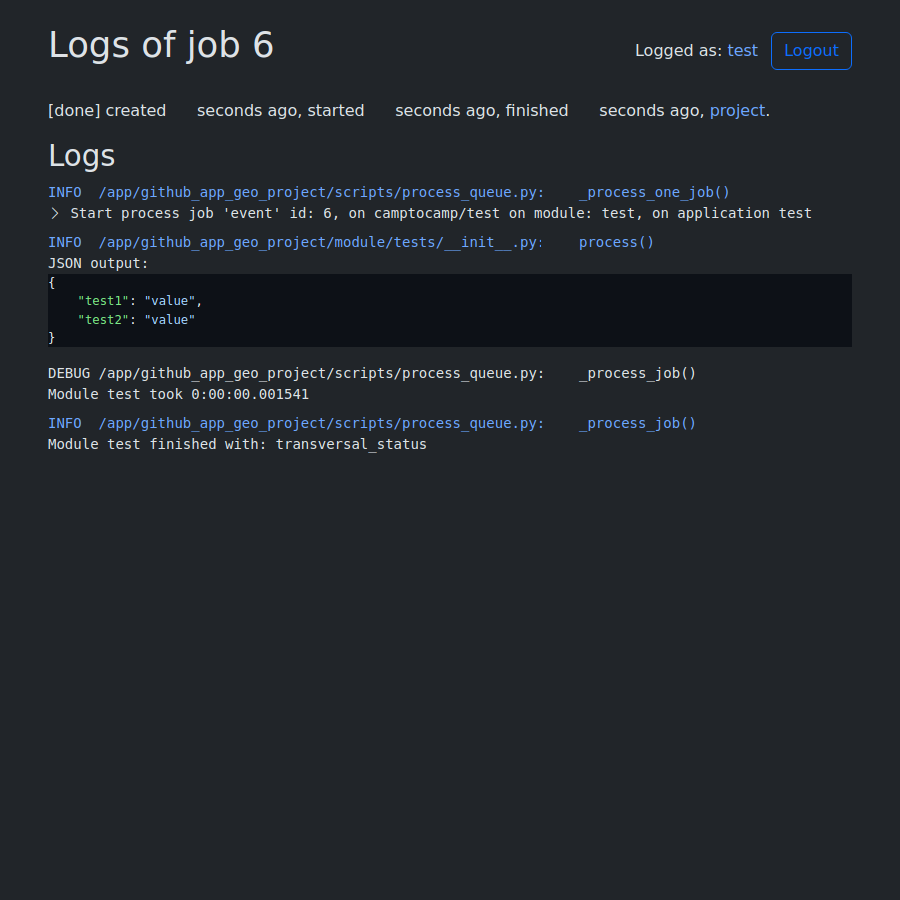 Logs of job 6
Logged as: test Logout
[done] created seconds ago, started seconds ago, finished seconds ago, project.
Logs
INFO /app/github_app_geo_project/scripts/process_queue.py: _process_one_job()
Start process job 'event' id: 6, on camptocamp/test on module: test, on application test
INFO /app/github_app_geo_project/module/tests/__init__.py: process()
JSON output:
{
"test1": "value",
"test2": "value"
}
DEBUG /app/github_app_geo_project/scripts/process_queue.py: _process_job()
Module test took 0:00:00.001541
INFO /app/github_app_geo_project/scripts/process_queue.py: _process_job()
Module test finished with: transversal_status